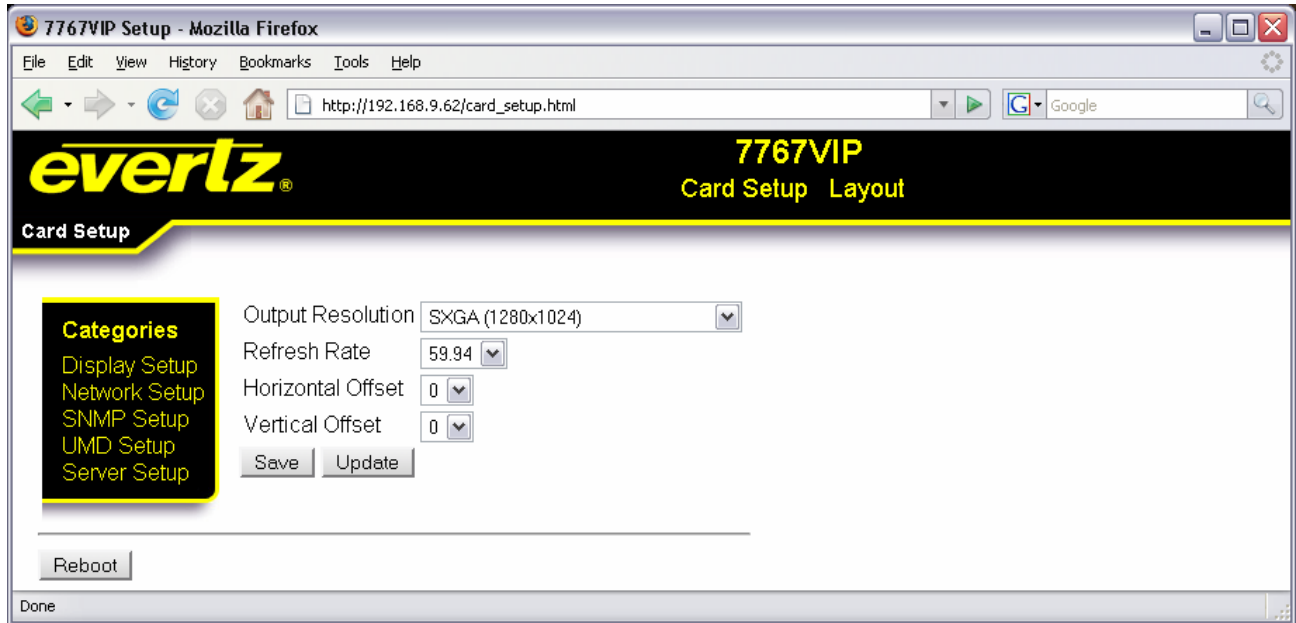 7767VIP Setup - Mozilla Firefox
File Edit View History Bookmarks Tools Help
http://192.168.9.62/card_setup.html
G Google
evertz®
7767VIP
Card Setup Layout
Card Setup
Categories
Display Setup
Network Setup
SNMP Setup
UMD Setup
Server Setup
Output Resolution SXGA (1280x1024)
Refresh Rate 59.94
Horizontal Offset 0
Vertical Offset 0
Save Update
Reboot
Done